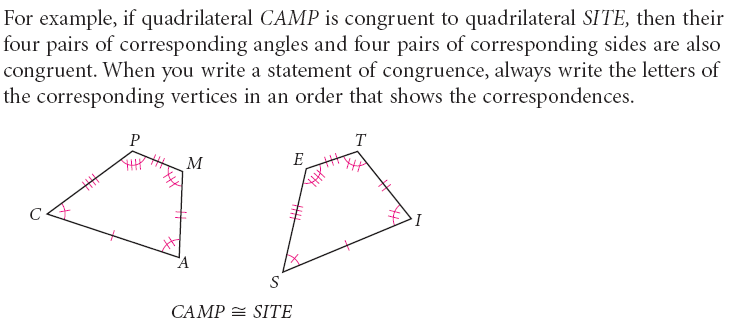 For example, if quadrilateral CAMP is congruent to quadrilateral SITE, then their
four pairs of corresponding angles and four pairs of corresponding sides are also
congruent. When you write a statement of congruence, always write the letters of
the corresponding vertices in an order that shows the correspondences.
P
M
C
A
E
T
I
S
CAMP ≅ SITE